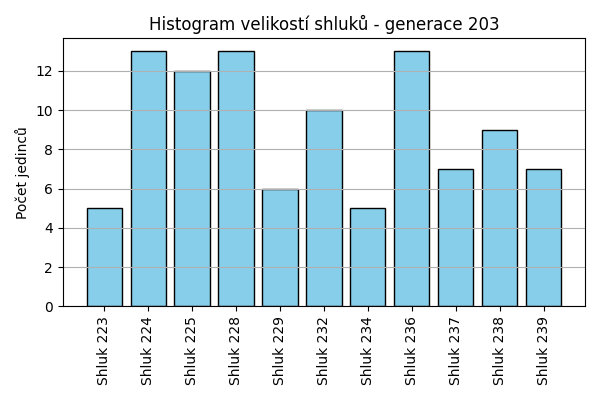 Histogram velikostí shluků - generace 203
Počet jedinců
12
10
8
6
4
2
0
Shluk 223
Shluk 224
Shluk 225
Shluk 228
Shluk 229
Shluk 232
Shluk 234
Shluk 236
Shluk 237
Shluk 238
Shluk 239